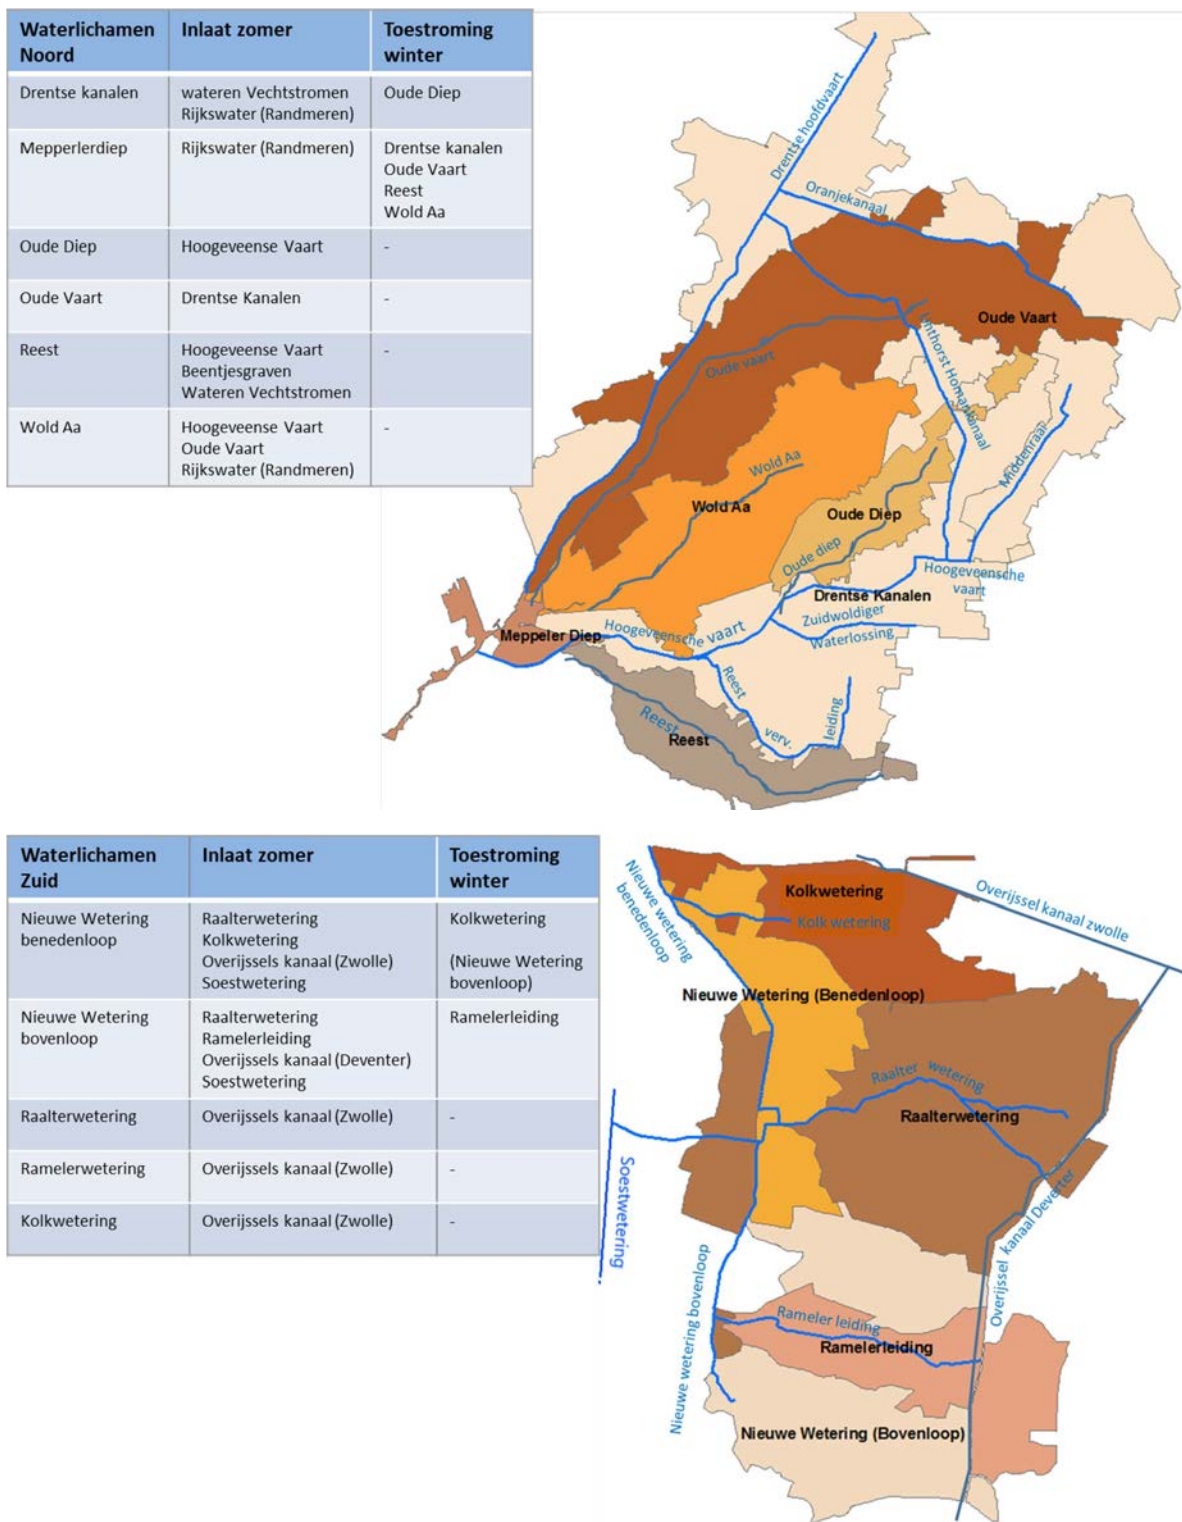 Waterlichamen Noord | Inlaat zomer | Toestroming winter
Drentse kanalen | wateren Vechtstromen | Oude Diep
Rijkswater (Randmeren)
Mepperlerdiep | Rijkswater (Randmeren) | Drentse kanalen
Oude Vaart
Reest
Wold Aa
Oude Diep | Hoogeveense Vaart | -
Oude Vaart | Drentse Kanalen | -
Reest | Hoogeveense Vaart | -
Beentjesgraven
Wateren Vechtstromen
Wold Aa | Hoogeveense Vaart | -
Oude Vaart
Rijkswater (Randmeren)
Drentse hoofdvaart
Oranjekanaal
Oude Vaart
Oude vaart
Linthorst Homankanaal
Middenraai
Wold Aa
Wold Aa
Oude Diep
Oude diep
Hoogeveensche
vaart
Drentse Kanalen
Zuidwoldiger
Waterlossing
Meppeler Diep
Hoogeveensche vaart
Reest
verv.
leiding
Reest
Reest
Waterlichamen Zuid | Inlaat zomer | Toestroming winter
Nieuwe Wetering | Raalterwetering | Kolkwetering
benedenloop | Kolkwetering
Overijssels kanaal (Zwolle) | (Nieuwe Wetering
Soestwetering | bovenloop)
Nieuwe Wetering | Raalterwetering | Ramelerleiding
bovenloop | Ramelerleiding
Overijssels kanaal (Deventer)
Soestwetering
Raalterwetering | Overijssels kanaal (Zwolle) | -
Ramelerwetering | Overijssels kanaal (Zwolle) | -
Kolkwetering | Overijssels kanaal (Zwolle) | -
Nieuwe wetering
benedenloop
Kolkwetering
Kolk wetering
Overijssel kanaal zwolle
Nieuwe Wetering (Benedenloop)
Raalter wetering
Raalterwetering
Soestwetering
Overijssel kanaal Deverter
Nieuwe wetering bovenloop
Rameler leiding
Ramelerleiding
Nieuwe Wetering (Bovenloop)